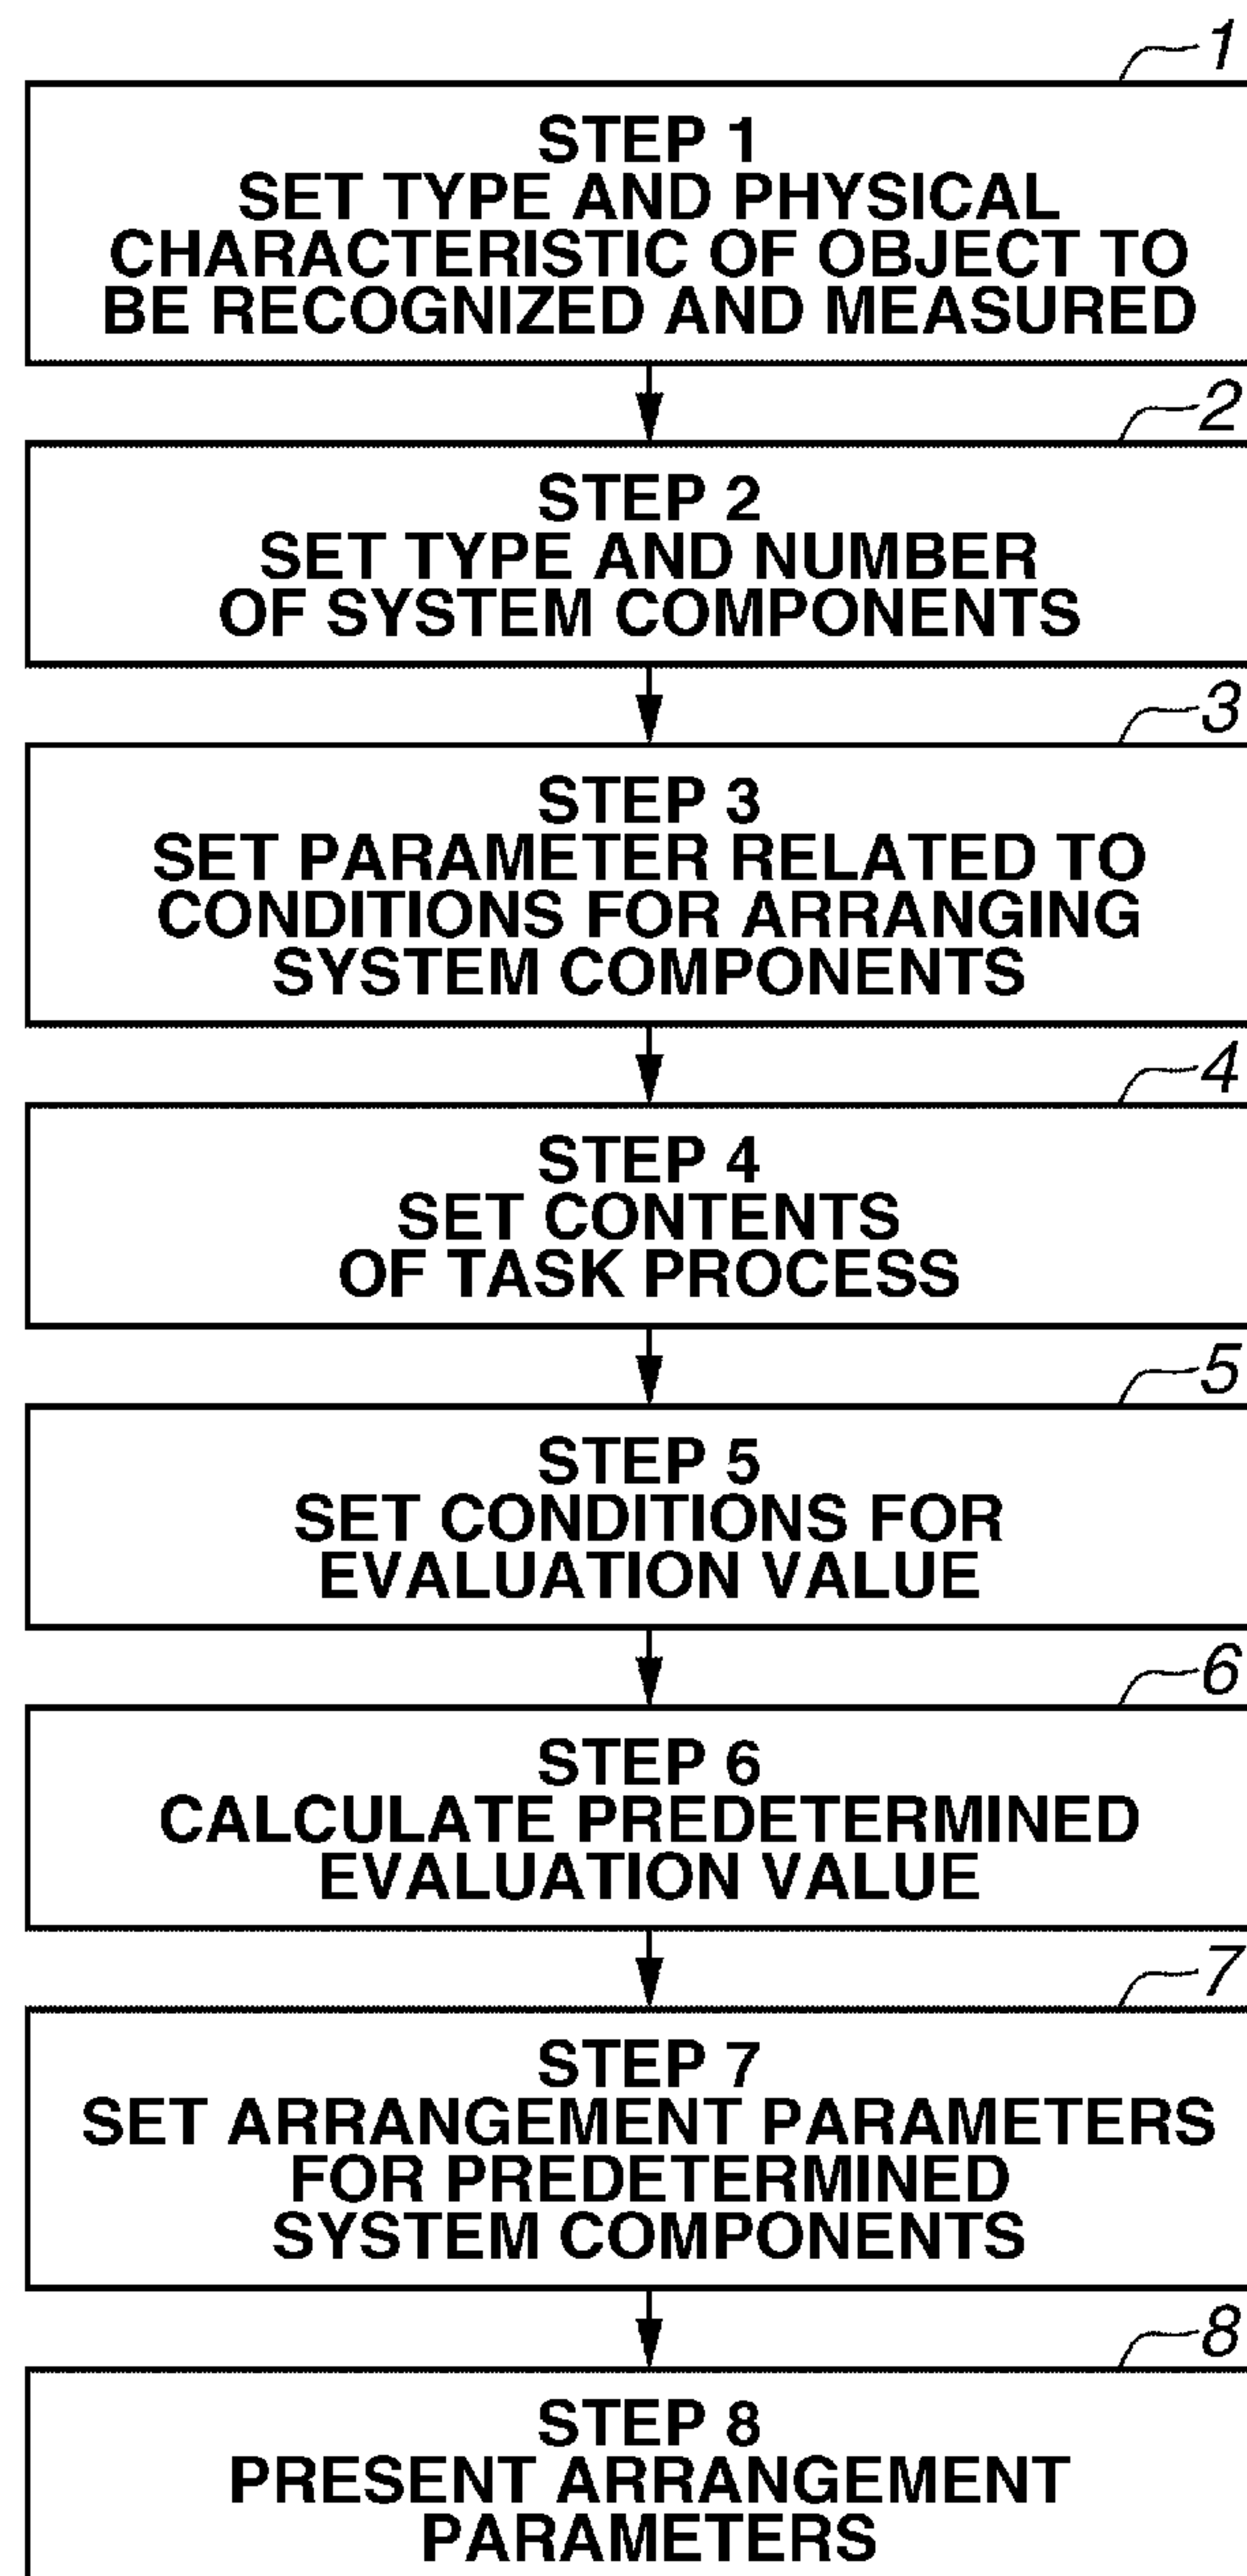 1
STEP 1
SET TYPE AND PHYSICAL
CHARACTERISTIC OF OBJECT TO
BE RECOGNIZED AND MEASURED
2
STEP 2
SET TYPE AND NUMBER
OF SYSTEM COMPONENTS
3
STEP 3
SET PARAMETER RELATED TO
CONDITIONS FOR ARRANGING
SYSTEM COMPONENTS
4
STEP 4
SET CONTENTS
OF TASK PROCESS
5
STEP 5
SET CONDITIONS FOR
EVALUATION VALUE
6
STEP 6
CALCULATE PREDETERMINED
EVALUATION VALUE
7
STEP 7
SET ARRANGEMENT PARAMETERS
FOR PREDETERMINED
SYSTEM COMPONENTS
8
STEP 8
PRESENT ARRANGEMENT
PARAMETERS